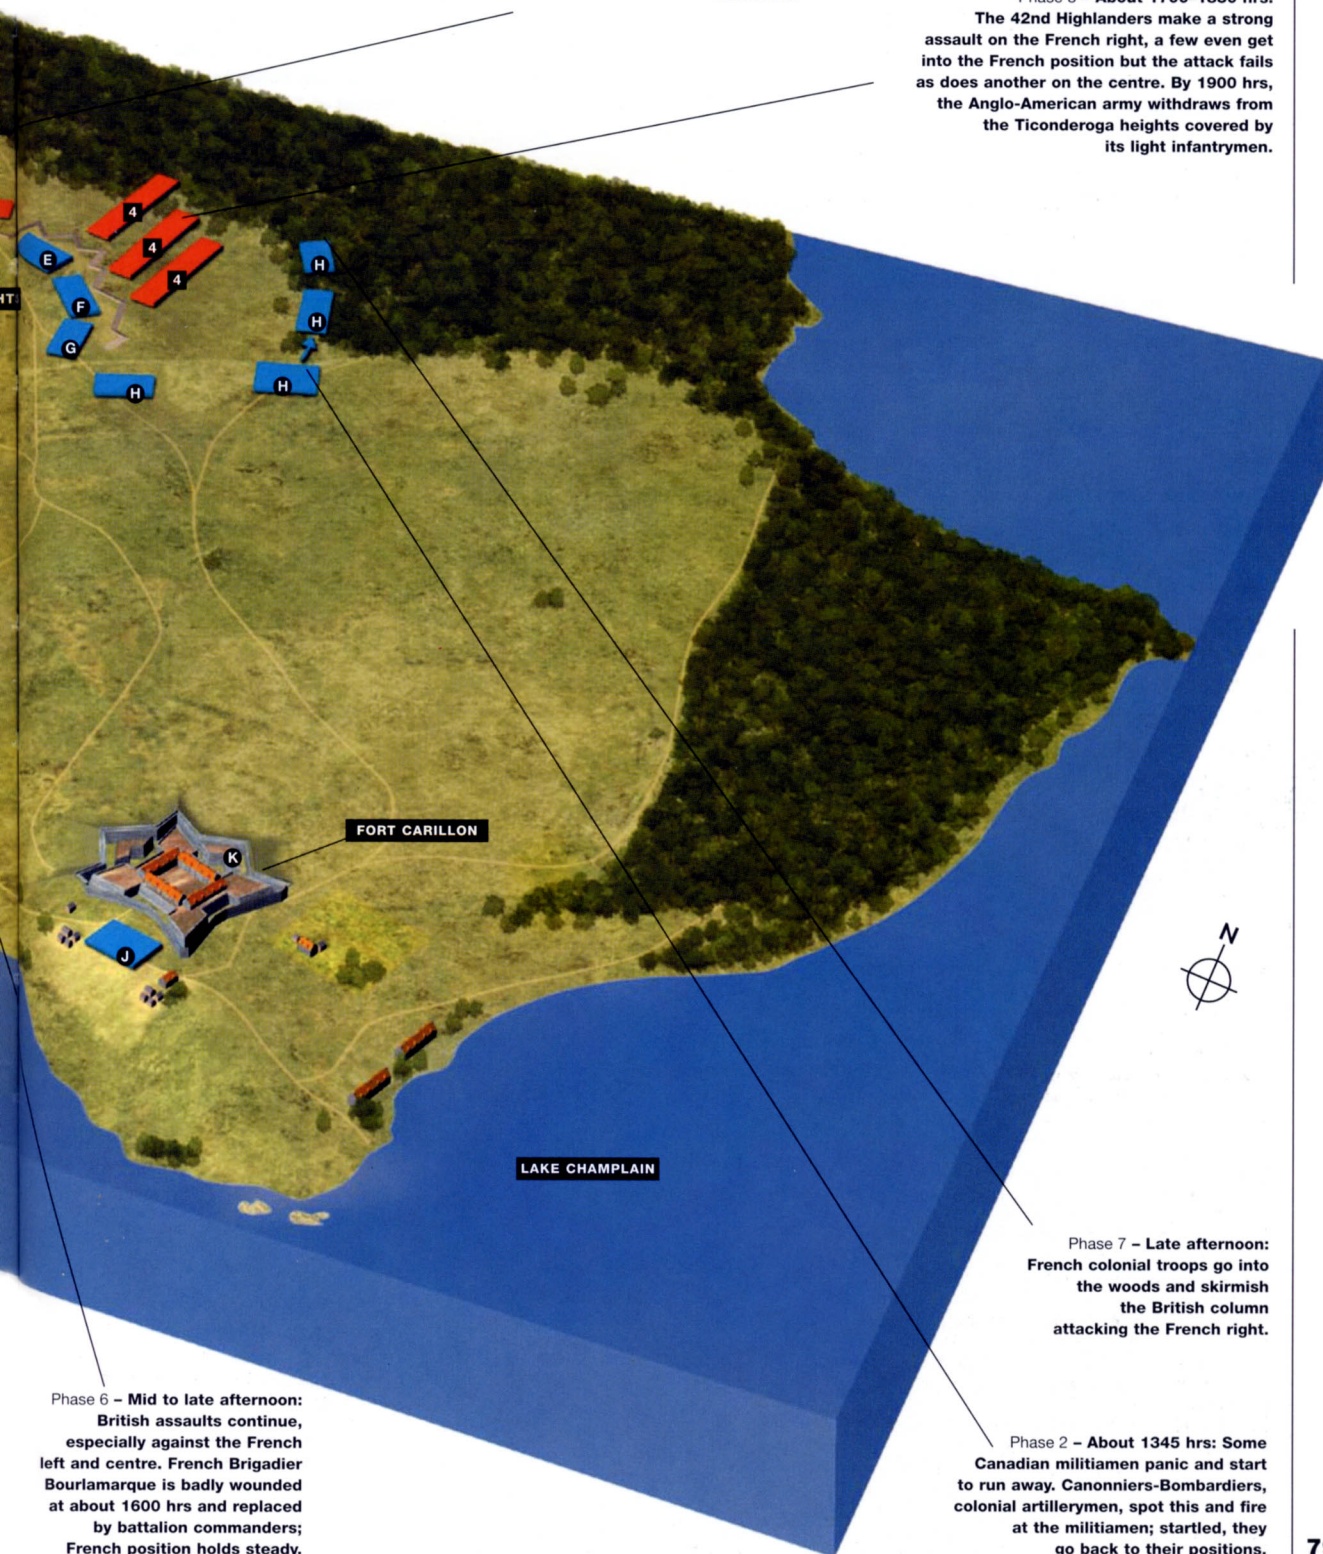 The 42nd Highlanders make a strong
assault on the French right, a few even get
into the French position but the attack fails
as does another on the centre. By 1900 hrs,
the Anglo-American army withdraws from
the Ticonderoga heights covered by
its light infantrymen.
4
4
4
E
F
G
H
H
H
H
FORT CARILLON
K
J
N
LAKE CHAMPLAIN
Phase 7 – Late afternoon:
French colonial troops go into
the woods and skirmish
the British column
attacking the French right.
Phase 6 – Mid to late afternoon:
British assaults continue,
especially against the French
left and centre. French Brigadier
Bourlamarque is badly wounded
at about 1600 hrs and replaced
by battalion commanders;
French position holds steady.
Phase 2 – About 1345 hrs: Some
Canadian militiamen panic and start
to run away. Canonniers-Bombardiers,
colonial artillerymen, spot this and fire
at the militiamen; startled, they
go back to their positions.